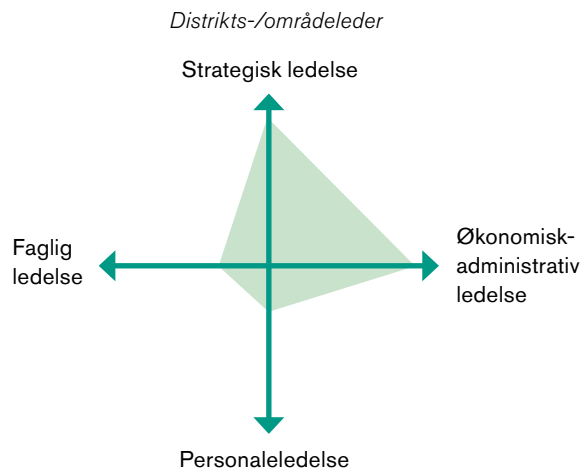 Distrikts-/områdeleder
Strategisk ledelse
Faglig
ledelse
Økonomisk-
administrativ
ledelse
Personaleledelse